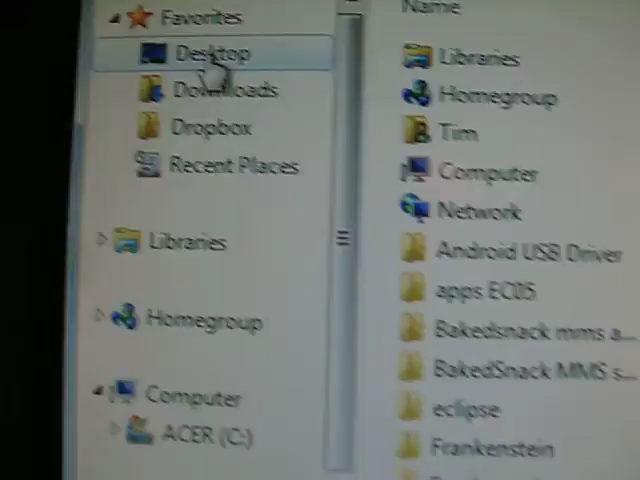 Favorites
Desktop
Downloads
Dropbox
Recent Places
Libraries
Homegroup
Computer
ACER (C:)
Name
Libraries
Homegroup
Tim
Computer
Network
Android USB Driver
apps EC05
Bakedsnack mms a...
BakedSnack MMS s...
eclipse
Frankenstein